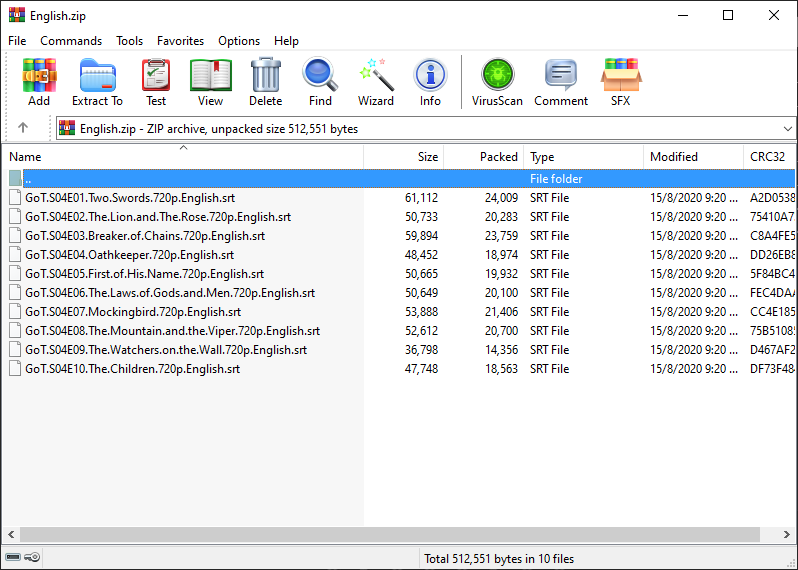 English.zip
File Commands Tools Favorites Options Help
Add Extract To Test View Delete Find Wizard Info VirusScan Comment SFX
English.zip - ZIP archive, unpacked size 512,551 bytes
Name Size Packed Type Modified CRC32
.. File folder
GoT.S04E01.Two.Swords.720p.English.srt 61,112 24,009 SRT File 15/8/2020 9:20 ... A2D0538
GoT.S04E02.The.Lion.and.The.Rose.720p.English.srt 50,733 20,283 SRT File 15/8/2020 9:20 ... 75410A7
GoT.S04E03.Breaker.of.Chains.720p.English.srt 59,894 23,759 SRT File 15/8/2020 9:20 ... C8A4FE5
GoT.S04E04.Oathkeeper.720p.English.srt 48,452 18,974 SRT File 15/8/2020 9:20 ... DD26EB8
GoT.S04E05.First.of.His.Name.720p.English.srt 50,665 19,932 SRT File 15/8/2020 9:20 ... 5F84BC4
GoT.S04E06.The.Laws.of.Gods.and.Men.720p.English.srt 50,649 20,100 SRT File 15/8/2020 9:20 ... FEC4DA
GoT.S04E07.Mockingbird.720p.English.srt 53,888 21,406 SRT File 15/8/2020 9:20 ... CC4E185
GoT.S04E08.The.Mountain.and.the.Viper.720p.English.srt 52,612 20,700 SRT File 15/8/2020 9:20 ... 75B5108
GoT.S04E09.The.Watchers.on.the.Wall.720p.English.srt 36,798 14,356 SRT File 15/8/2020 9:20 ... D467AF2
GoT.S04E10.The.Children.720p.English.srt 47,748 18,563 SRT File 15/8/2020 9:20 ... DF73F48
Total 512,551 bytes in 10 files